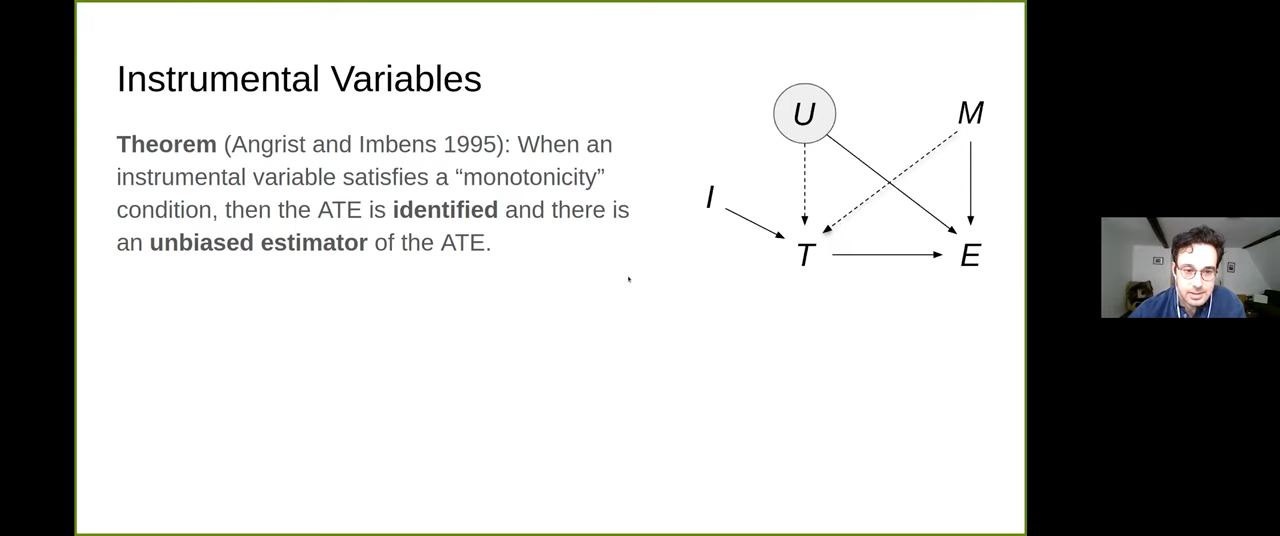 Instrumental Variables
Theorem (Angrist and Imbens 1995): When an
instrumental variable satisfies a “monotonicity”
condition, then the ATE is identified and there is
an unbiased estimator of the ATE.
U
M
I
T
E